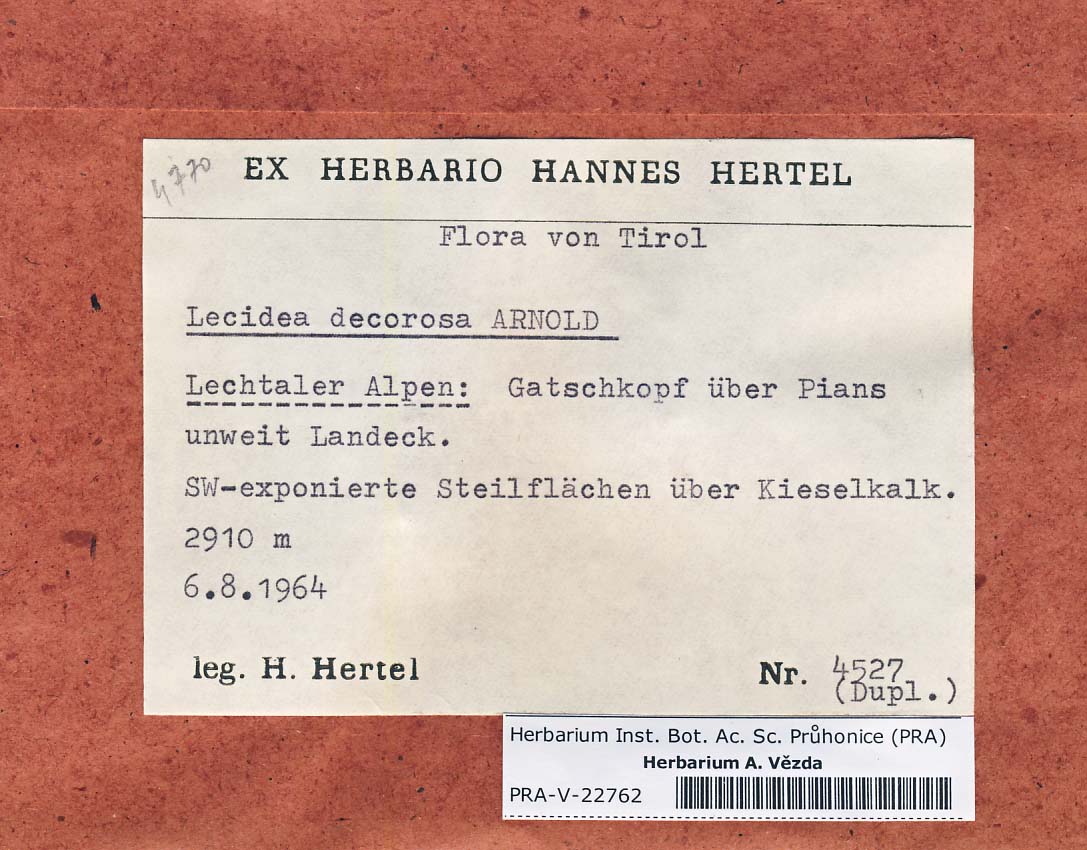 4770
EX HERBARIO HANNES HERTEL
Flora von Tirol
Lecidea decorosa ARNOLD
Lechtaler Alpen: Gatschkopf über Pians
unweit Landeck.
SW-exponierte Steilflächen über Kieselkalk.
2910 m
6.8.1964
leg. H. Hertel Nr. 4527
(Dupl.)
Herbarium Inst. Bot. Ac. Sc. Průhonice (PRA)
Herbarium A. Vězda
PRA-V-22762